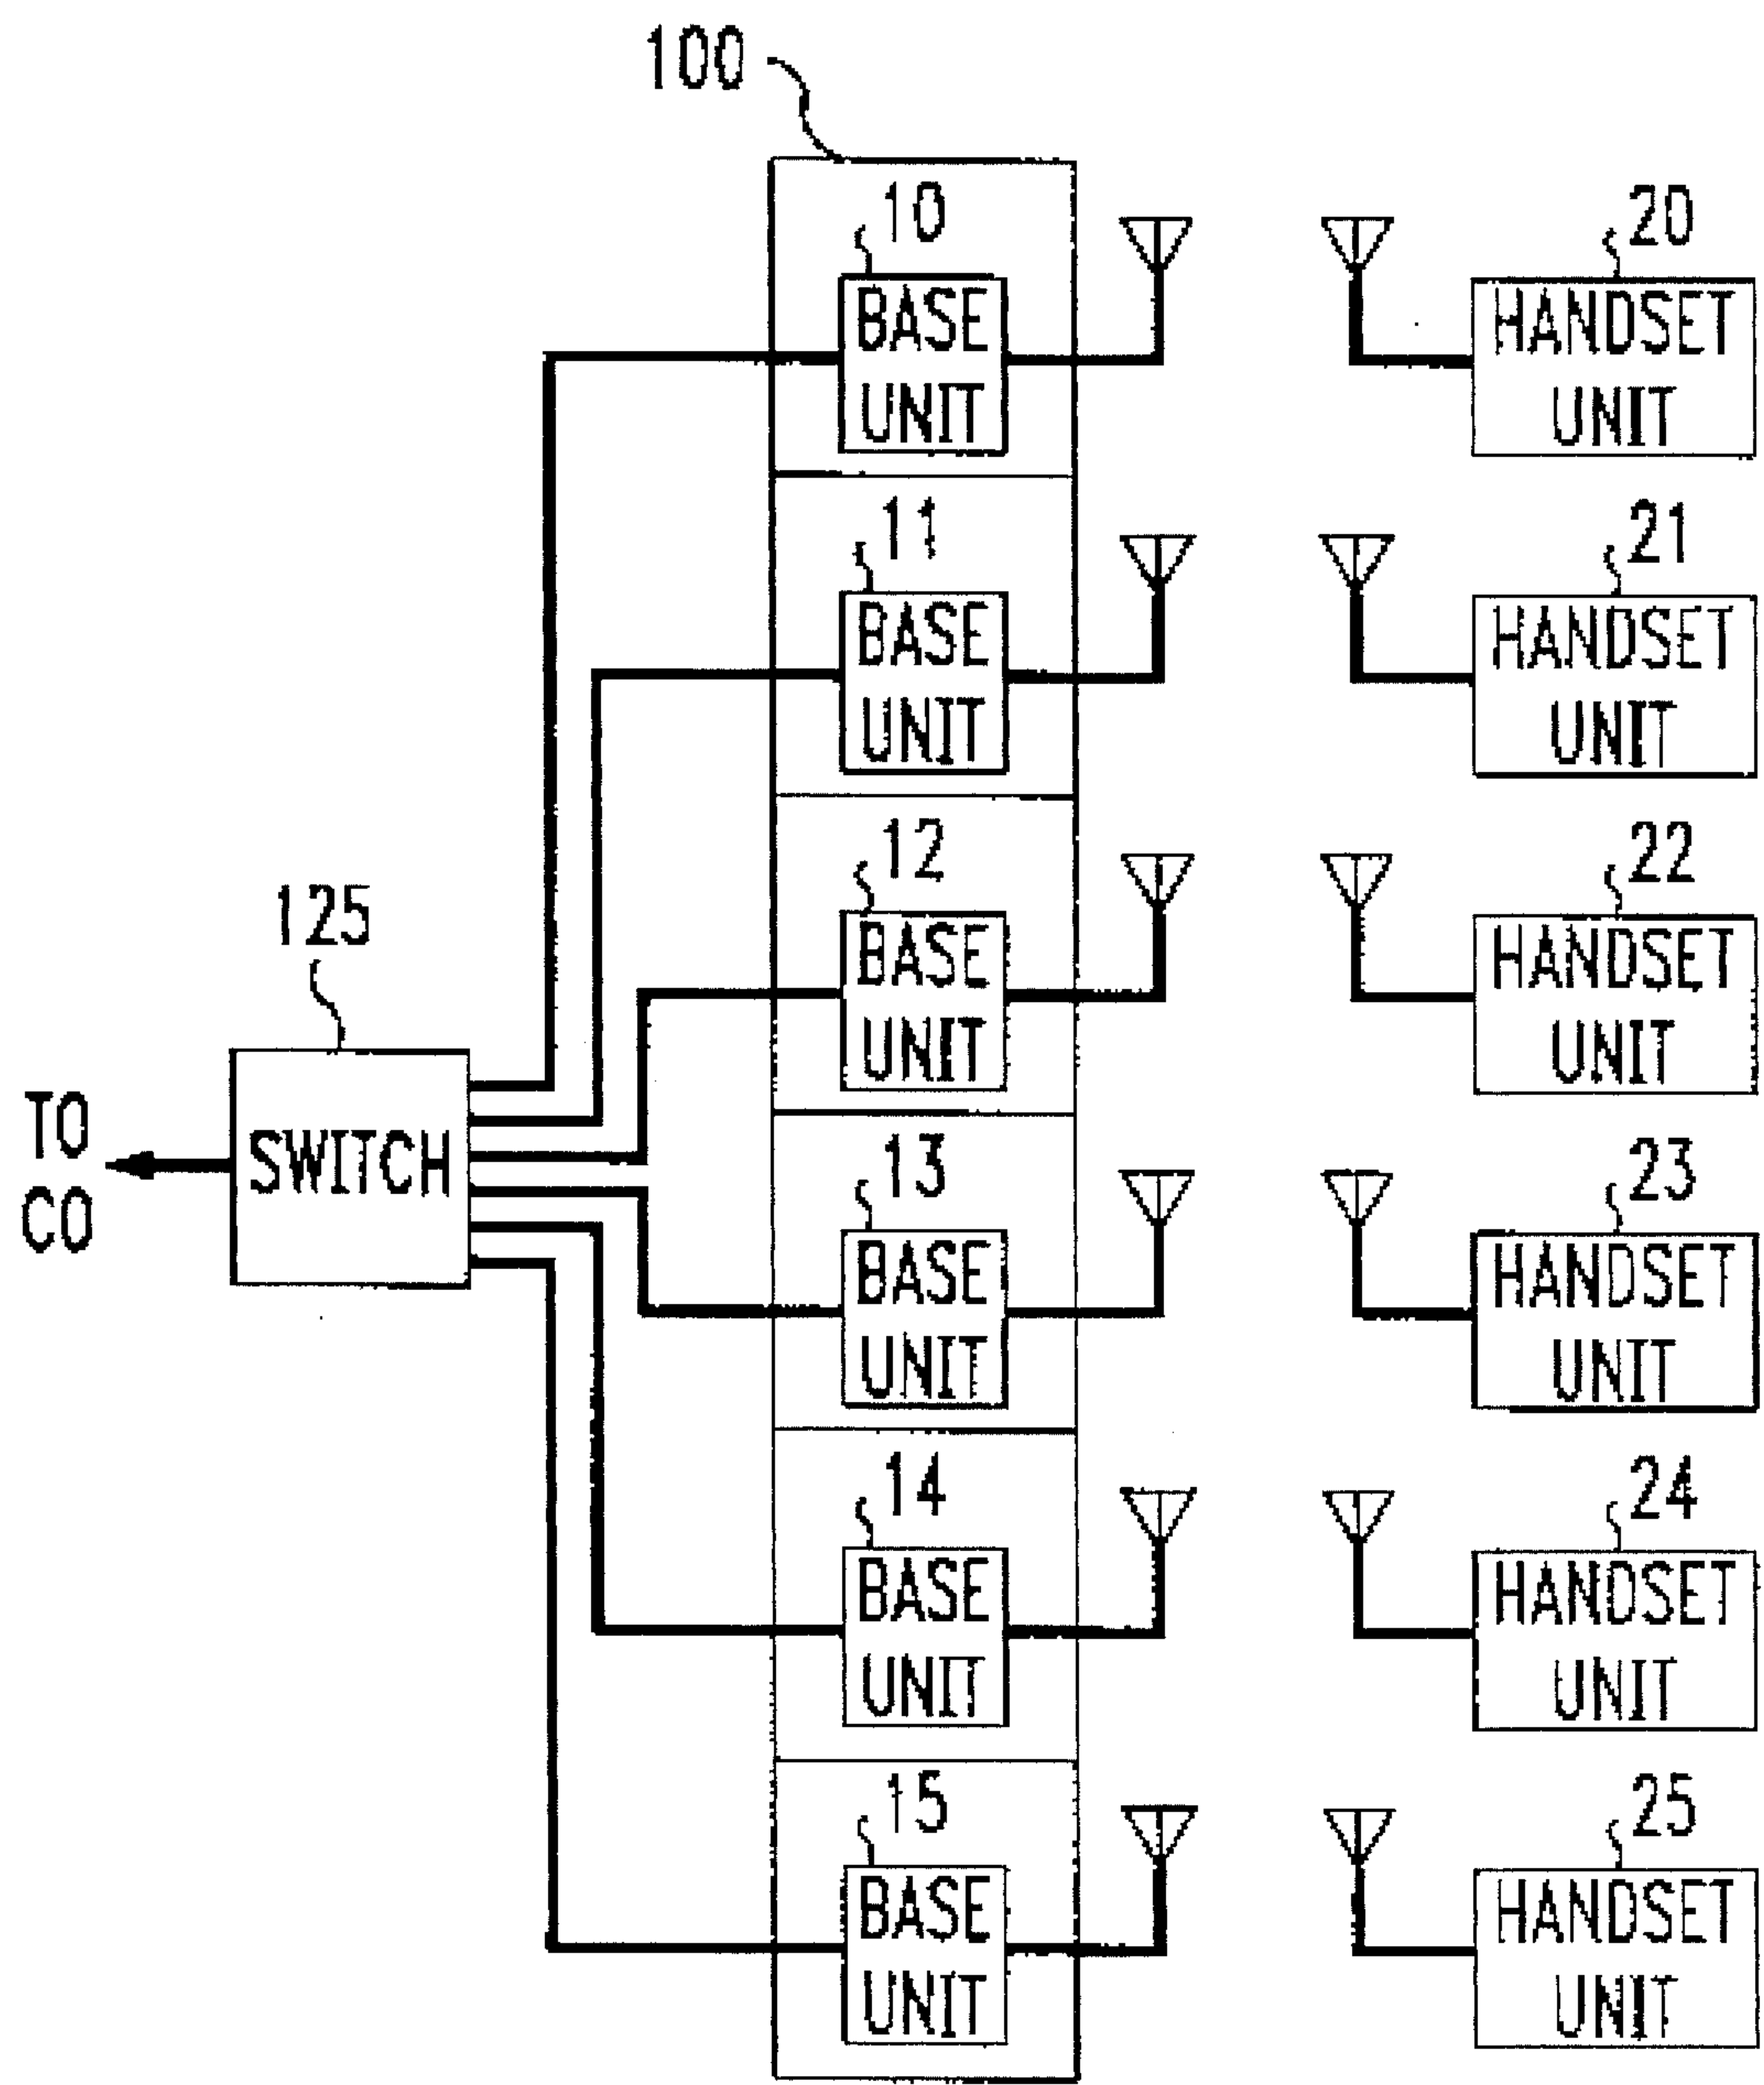 100
10
BASE
UNIT
20
HANDSET
UNIT
11
BASE
UNIT
21
HANDSET
UNIT
12
BASE
UNIT
22
HANDSET
UNIT
125
SWITCH
TO
CO
13
BASE
UNIT
23
HANDSET
UNIT
14
BASE
UNIT
24
HANDSET
UNIT
15
BASE
UNIT
25
HANDSET
UNIT